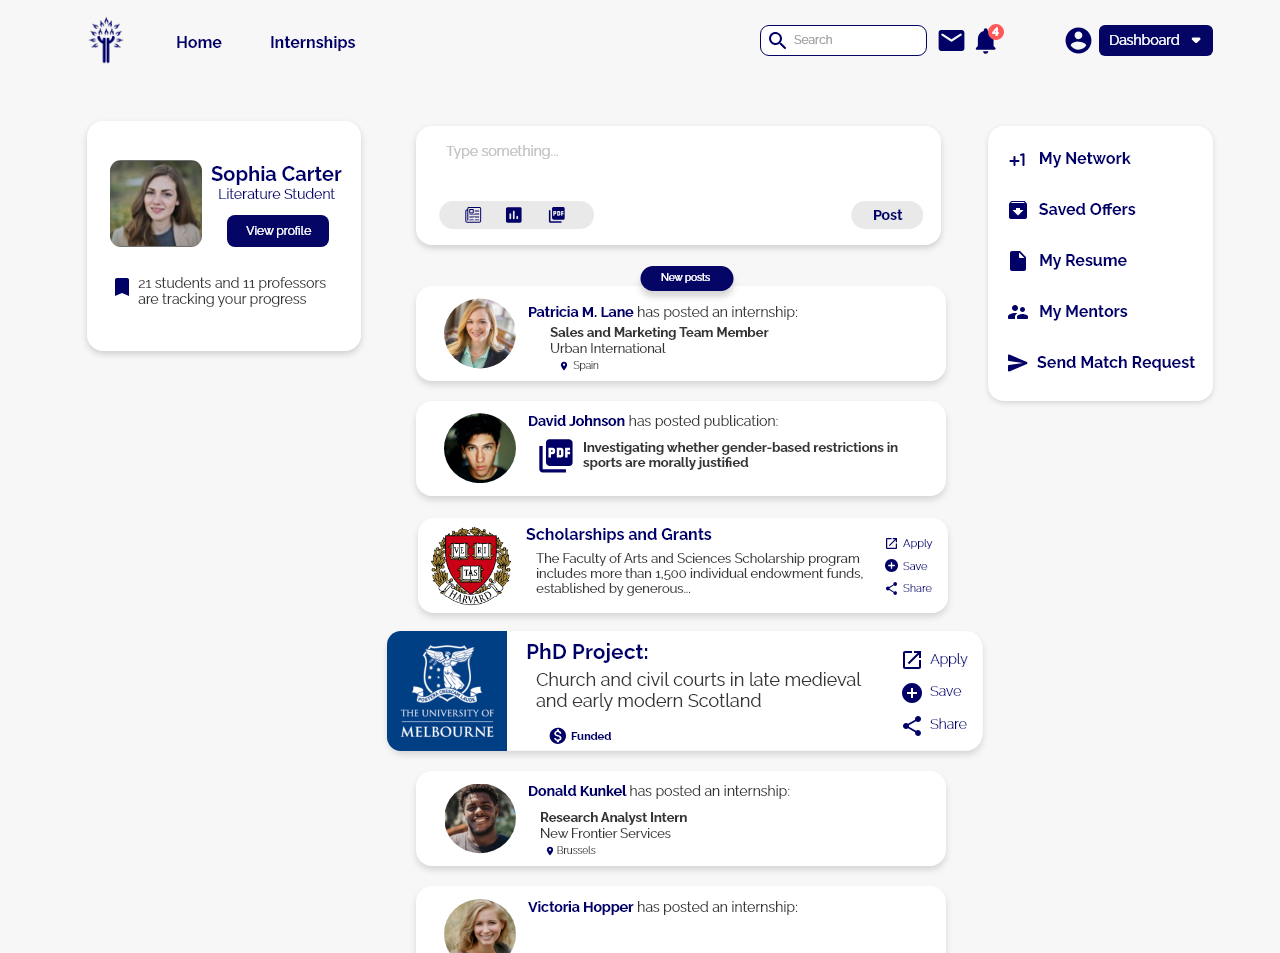 Home
Internships
Search
4
Dashboard
Sophia Carter
Literature Student
View profile
21 students and 11 professors
are tracking your progress
Type something...
PDF
Post
New posts
Patricia M. Lane has posted an internship:
Sales and Marketing Team Member
Urban International
Spain
David Johnson has posted publication:
PDF
Investigating whether gender-based restrictions in
sports are morally justified
VE RI
TAS
HARVARD
Scholarships and Grants
The Faculty of Arts and Sciences Scholarship program
includes more than 1,500 individual endowment funds,
established by generous...
Apply
Save
Share
THE UNIVERSITY OF
MELBOURNE
PhD Project:
Church and civil courts in late medieval
and early modern Scotland
Funded
Apply
Save
Share
Donald Kunkel has posted an internship:
Research Analyst Intern
New Frontier Services
Brussels
Victoria Hopper has posted an internship:
+1 My Network
Saved Offers
My Resume
My Mentors
Send Match Request